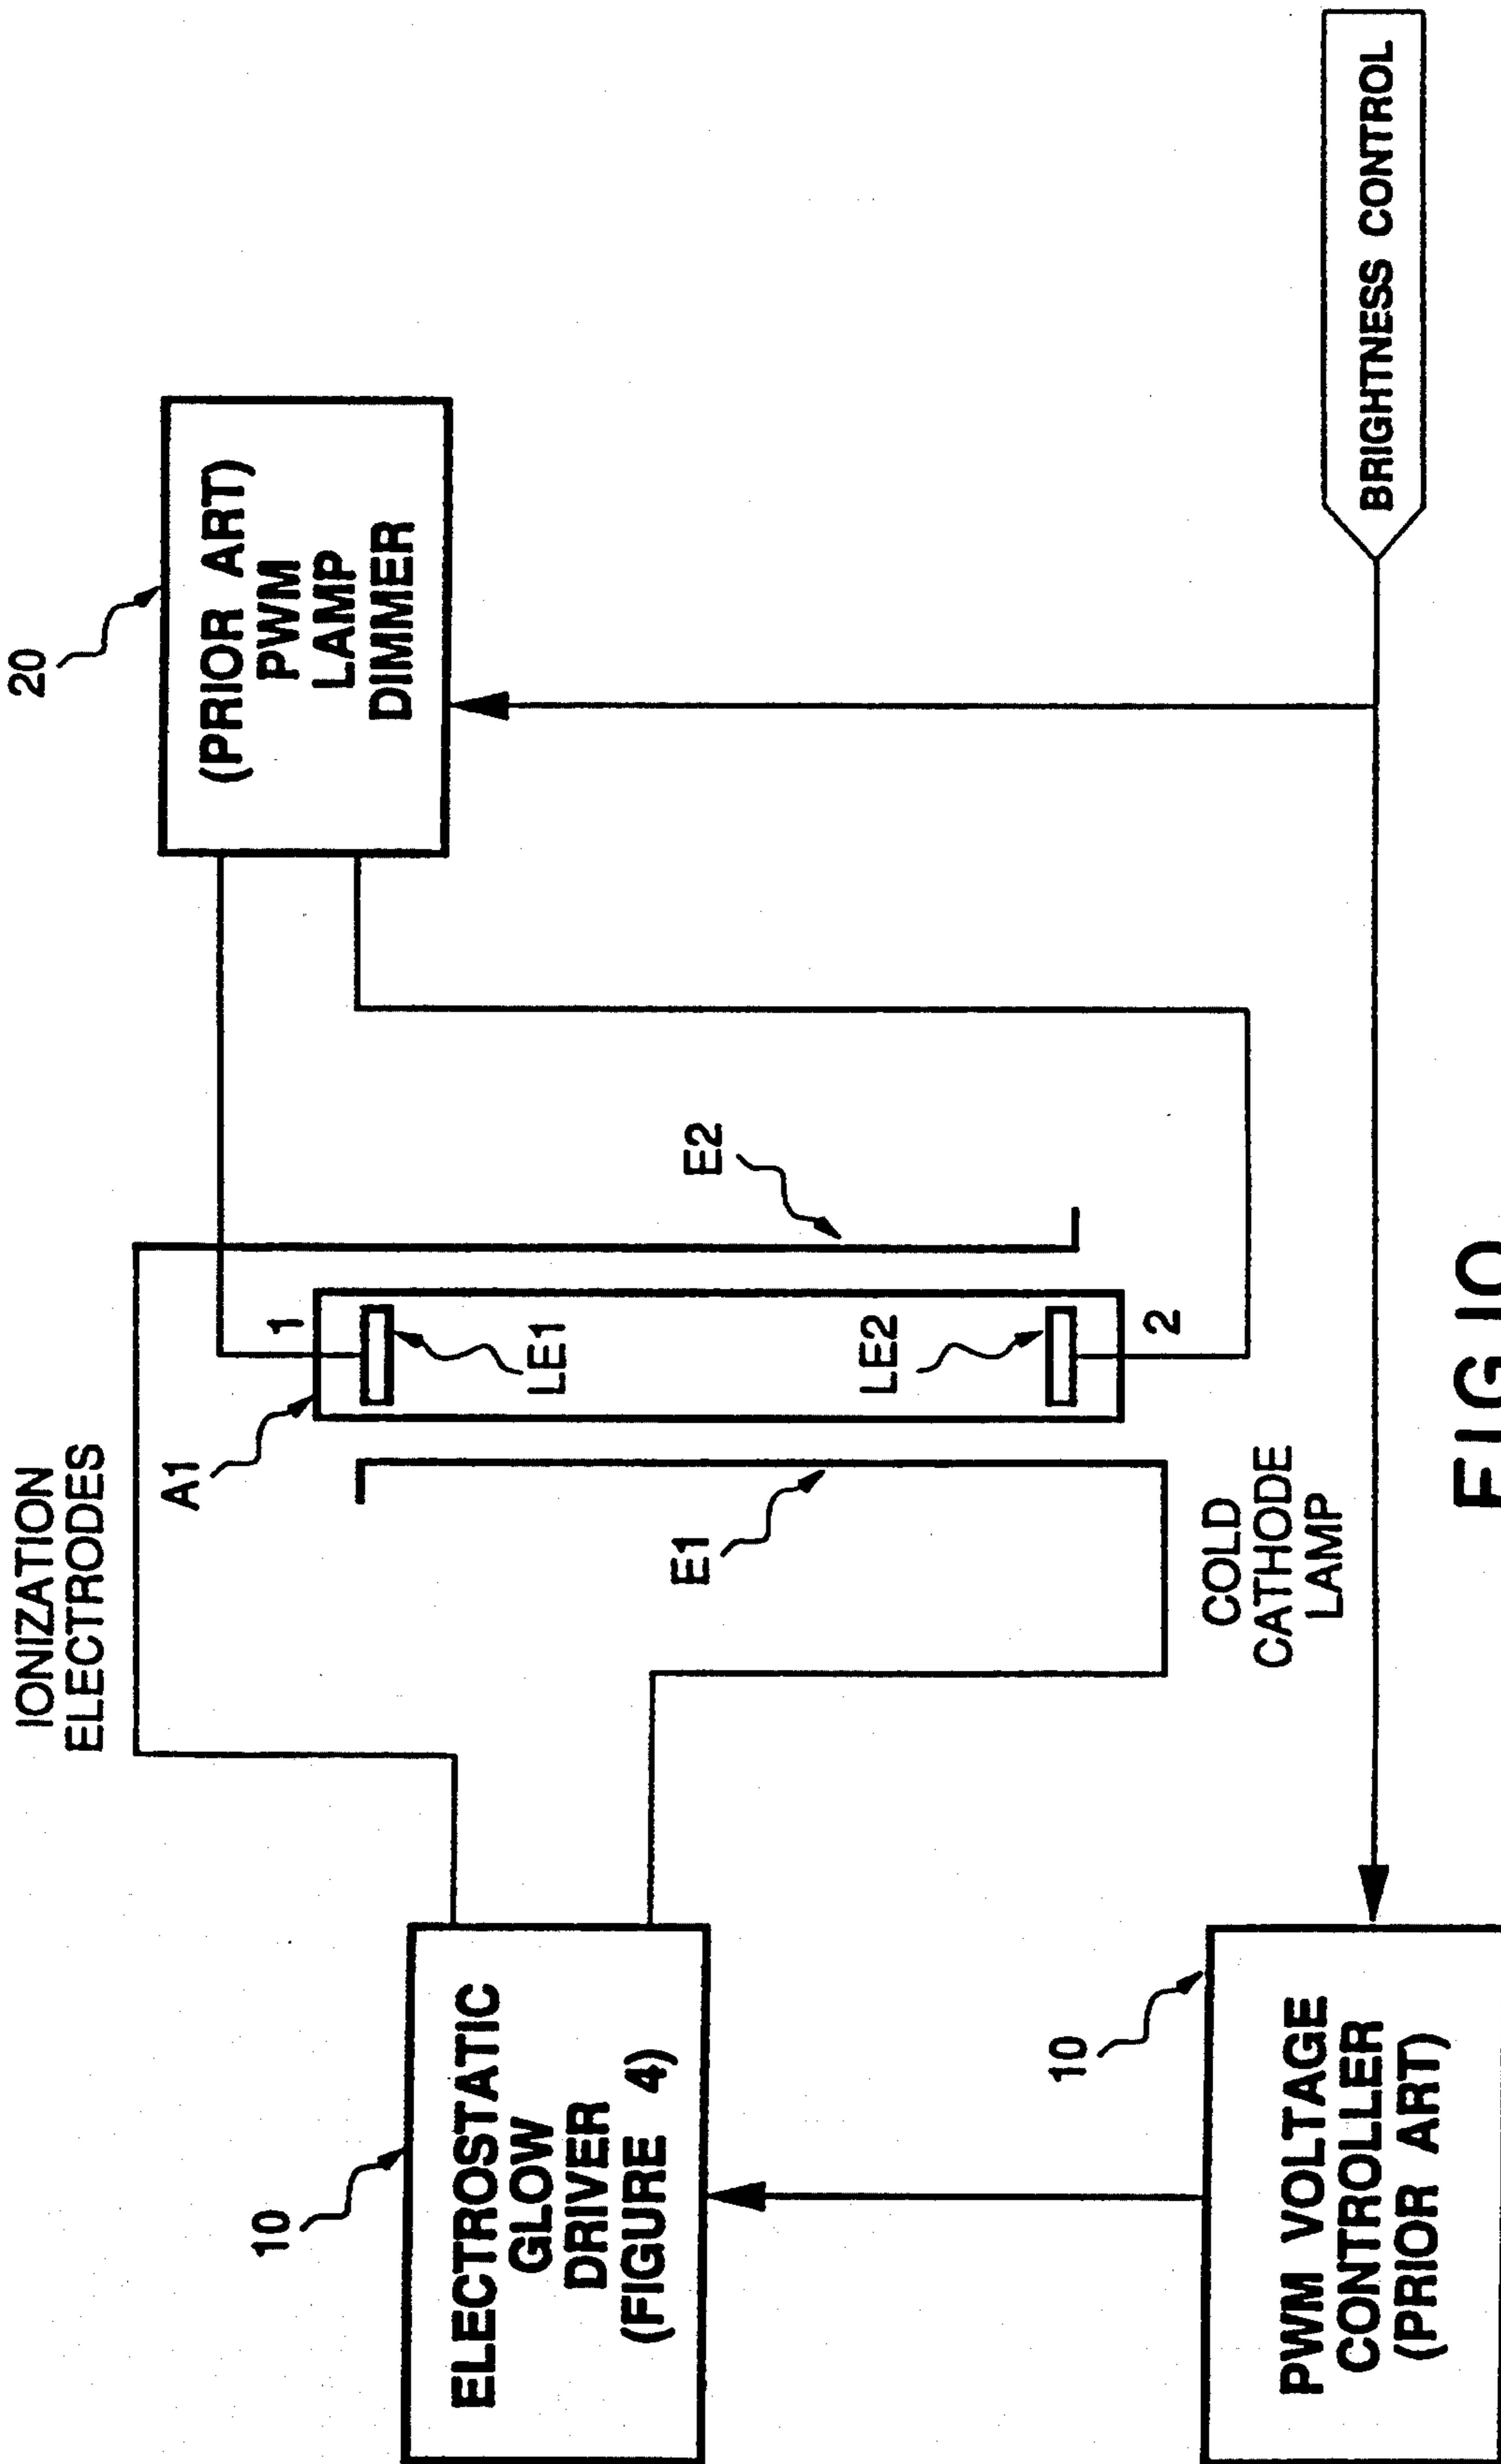 IONIZATION
ELECTRODES
20
(PRIOR ART)
PWM
LAMP
DIMMER
A1
1
LE1
E2
10
ELECTROSTATIC
GLOW
DRIVER
(FIGURE 4)
E1
LE2
2
COLD
CATHODE
LAMP
10
PWM VOLTAGE
CONTROLLER
(PRIOR ART)
BRIGHTNESS CONTROL